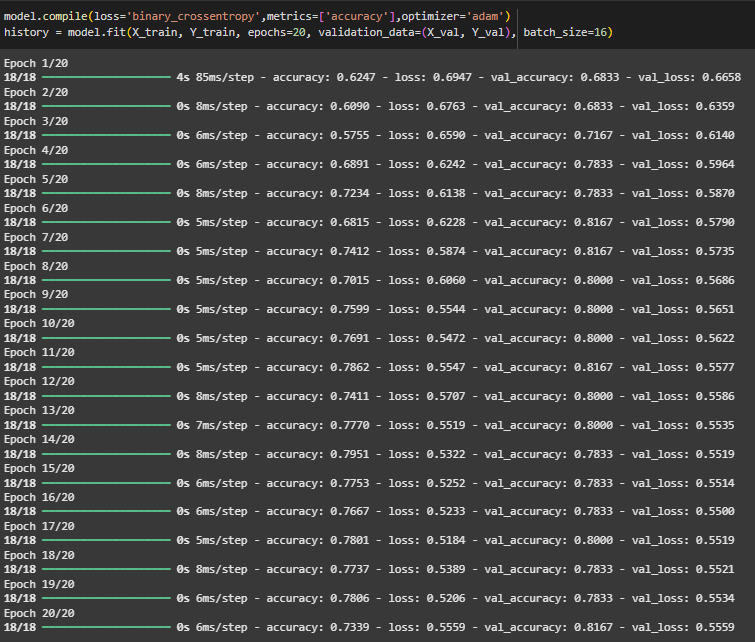 model.compile(loss='binary_crossentropy',metrics=['accuracy'],optimizer='adam')
history = model.fit(X_train, Y_train, epochs=20, validation_data=(X_val, Y_val), batch_size=16)
Epoch 1/20
18/18 4s 85ms/step - accuracy: 0.6247 - loss: 0.6947 - val_accuracy: 0.6833 - val_loss: 0.6658
Epoch 2/20
18/18 0s 8ms/step - accuracy: 0.6090 - loss: 0.6763 - val_accuracy: 0.6833 - val_loss: 0.6359
Epoch 3/20
18/18 0s 6ms/step - accuracy: 0.5755 - loss: 0.6590 - val_accuracy: 0.7167 - val_loss: 0.6140
Epoch 4/20
18/18 0s 6ms/step - accuracy: 0.6891 - loss: 0.6242 - val_accuracy: 0.7833 - val_loss: 0.5964
Epoch 5/20
18/18 0s 8ms/step - accuracy: 0.7234 - loss: 0.6138 - val_accuracy: 0.7833 - val_loss: 0.5870
Epoch 6/20
18/18 0s 5ms/step - accuracy: 0.6815 - loss: 0.6228 - val_accuracy: 0.8167 - val_loss: 0.5790
Epoch 7/20
18/18 0s 5ms/step - accuracy: 0.7412 - loss: 0.5874 - val_accuracy: 0.8167 - val_loss: 0.5735
Epoch 8/20
18/18 0s 5ms/step - accuracy: 0.7015 - loss: 0.6060 - val_accuracy: 0.8000 - val_loss: 0.5686
Epoch 9/20
18/18 0s 5ms/step - accuracy: 0.7599 - loss: 0.5544 - val_accuracy: 0.8000 - val_loss: 0.5651
Epoch 10/20
18/18 0s 5ms/step - accuracy: 0.7691 - loss: 0.5472 - val_accuracy: 0.8000 - val_loss: 0.5622
Epoch 11/20
18/18 0s 5ms/step - accuracy: 0.7862 - loss: 0.5547 - val_accuracy: 0.8167 - val_loss: 0.5577
Epoch 12/20
18/18 0s 8ms/step - accuracy: 0.7411 - loss: 0.5707 - val_accuracy: 0.8000 - val_loss: 0.5586
Epoch 13/20
18/18 0s 7ms/step - accuracy: 0.7770 - loss: 0.5519 - val_accuracy: 0.8000 - val_loss: 0.5535
Epoch 14/20
18/18 0s 8ms/step - accuracy: 0.7951 - loss: 0.5322 - val_accuracy: 0.7833 - val_loss: 0.5519
Epoch 15/20
18/18 0s 6ms/step - accuracy: 0.7753 - loss: 0.5252 - val_accuracy: 0.7833 - val_loss: 0.5514
Epoch 16/20
18/18 0s 6ms/step - accuracy: 0.7667 - loss: 0.5233 - val_accuracy: 0.7833 - val_loss: 0.5500
Epoch 17/20
18/18 0s 5ms/step - accuracy: 0.7801 - loss: 0.5184 - val_accuracy: 0.8000 - val_loss: 0.5519
Epoch 18/20
18/18 0s 8ms/step - accuracy: 0.7737 - loss: 0.5389 - val_accuracy: 0.7833 - val_loss: 0.5521
Epoch 19/20
18/18 0s 6ms/step - accuracy: 0.7806 - loss: 0.5206 - val_accuracy: 0.7833 - val_loss: 0.5534
Epoch 20/20
18/18 0s 6ms/step - accuracy: 0.7339 - loss: 0.5559 - val_accuracy: 0.8167 - val_loss: 0.5559